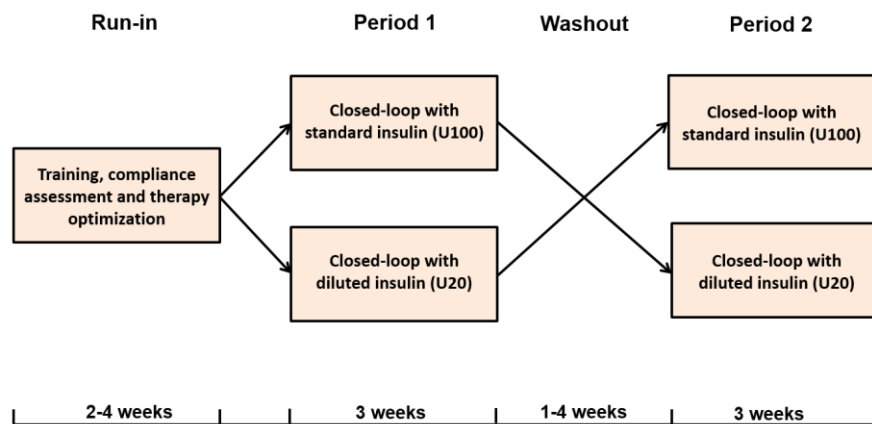 Run-in
Period 1
Washout
Period 2
Training, compliance
assessment and therapy
optimization
Closed-loop with
standard insulin (U100)
Closed-loop with
diluted insulin (U20)
Closed-loop with
standard insulin (U100)
Closed-loop with
diluted insulin (U20)
2-4 weeks
3 weeks
1-4 weeks
3 weeks